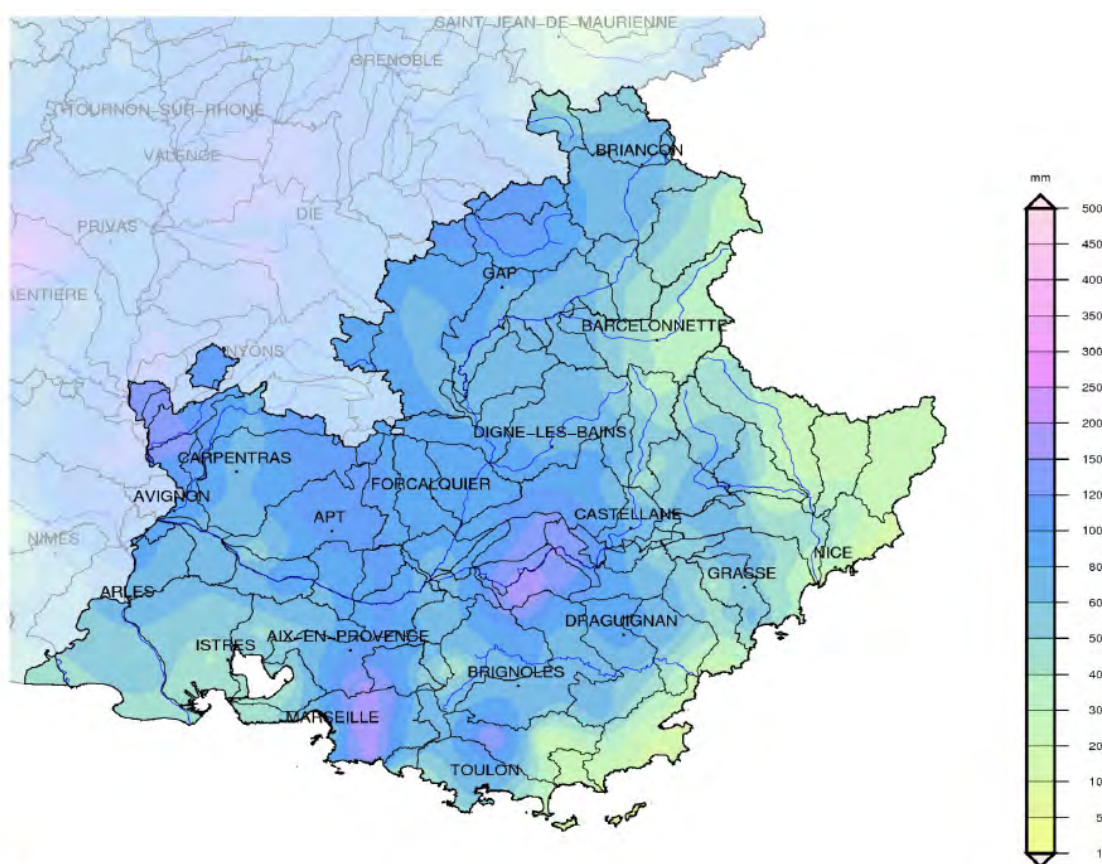 SAINT-JEAN-DE-MAURIENNE
GRENOBLE
TOURNON-SUR-RHONE
BRIANCON
VALENCE
mm
500
DIE
PRIVAS
450
GAP
400
ENTIERE
350
BARCELONNETTE
300
NYONS
250
200
DIGNE-LES-BAINS
CARPENTRAS
150
FORCALQUIER
AVIGNON
120
CASTELLANE
APT
100
NIMES
NICE
80
GRASSE
ARLES
60
DRAGUIGNAN
AIX-EN-PROVENCE
50
ISTRES
BRIGNOLES
40
30
MARSEILLE
20
TOULON
10
5
1